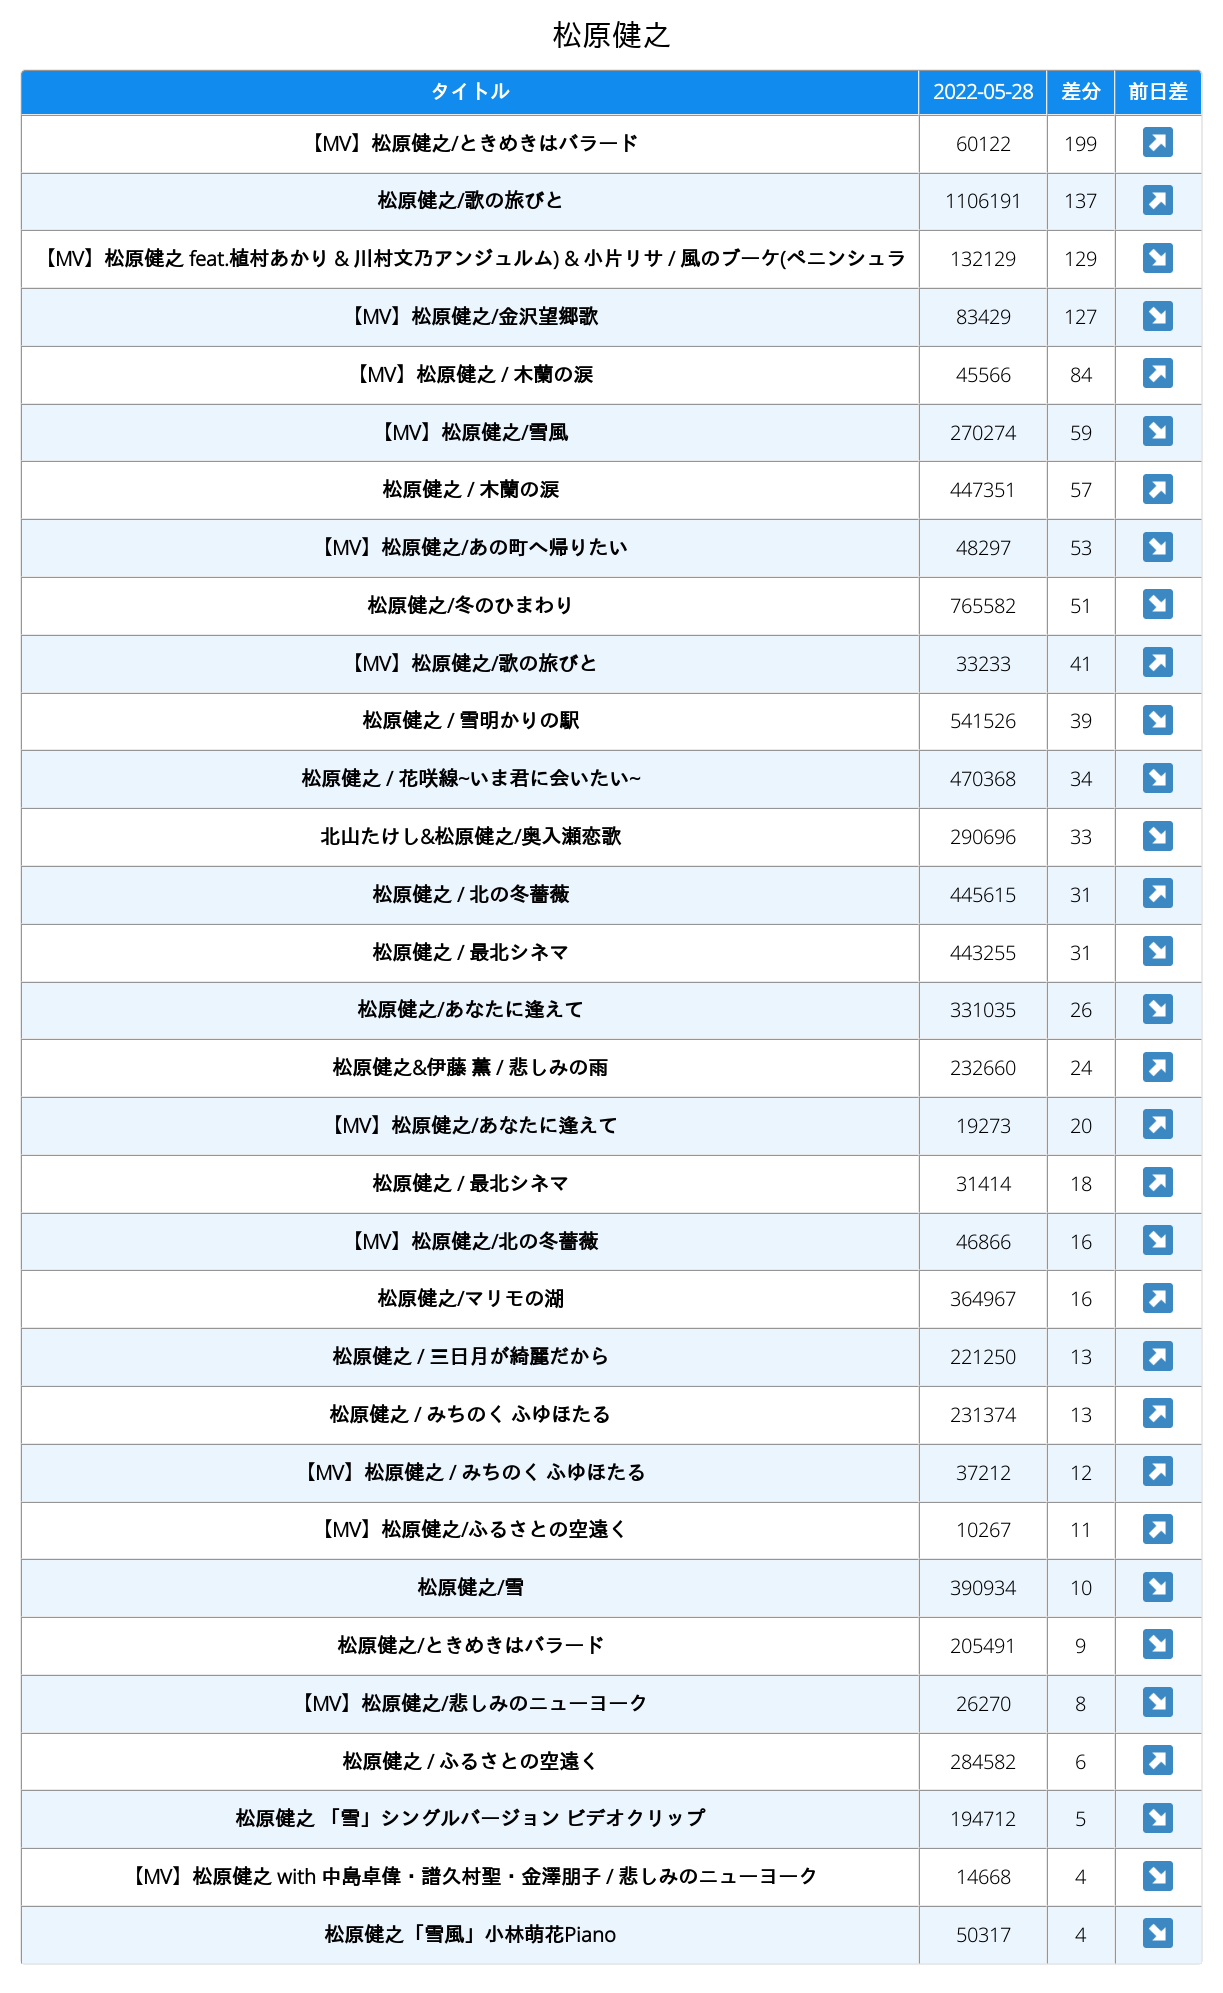 松原健之
タイトル 2022-05-28 差分 前日差
【MV】松原健之/ときめきはバラード 60122 199
松原健之/歌の旅びと 1106191 137
【MV】松原健之 feat.植村あかり & 川村文乃アンジュルム) & 小片リサ / 風のブーケ(ペニンシュラ 132129 129
【MV】松原健之/金沢望郷歌 83429 127
【MV】松原健之 / 木蘭の涙 45566 84
【MV】松原健之/雪風 270274 59
松原健之 / 木蘭の涙 447351 57
【MV】松原健之/あの町へ帰りたい 48297 53
松原健之/冬のひまわり 765582 51
【MV】松原健之/歌の旅びと 33233 41
松原健之 / 雪明かりの駅 541526 39
松原健之 / 花咲線~いま君に会いたい~ 470368 34
北山たけし&松原健之/奥入瀬恋歌 290696 33
松原健之 / 北の冬薔薇 445615 31
松原健之 / 最北シネマ 443255 31
松原健之/あなたに逢えて 331035 26
松原健之&伊藤 薫 / 悲しみの雨 232660 24
【MV】松原健之/あなたに逢えて 19273 20
松原健之 / 最北シネマ 31414 18
【MV】松原健之/北の冬薔薇 46866 16
松原健之/マリモの湖 364967 16
松原健之 / 三日月が綺麗だから 221250 13
松原健之 / みちのく ふゆほたる 231374 13
【MV】松原健之 / みちのく ふゆほたる 37212 12
【MV】松原健之/ふるさとの空遠く 10267 11
松原健之/雪 390934 10
松原健之/ときめきはバラード 205491 9
【MV】松原健之/悲しみのニューヨーク 26270 8
松原健之 / ふるさとの空遠く 284582 6
松原健之 「雪」シングルバージョン ビデオクリップ 194712 5
【MV】松原健之 with 中島卓偉・譜久村聖・金澤朋子 / 悲しみのニューヨーク 14668 4
松原健之「雪風」小林萌花Piano 50317 4